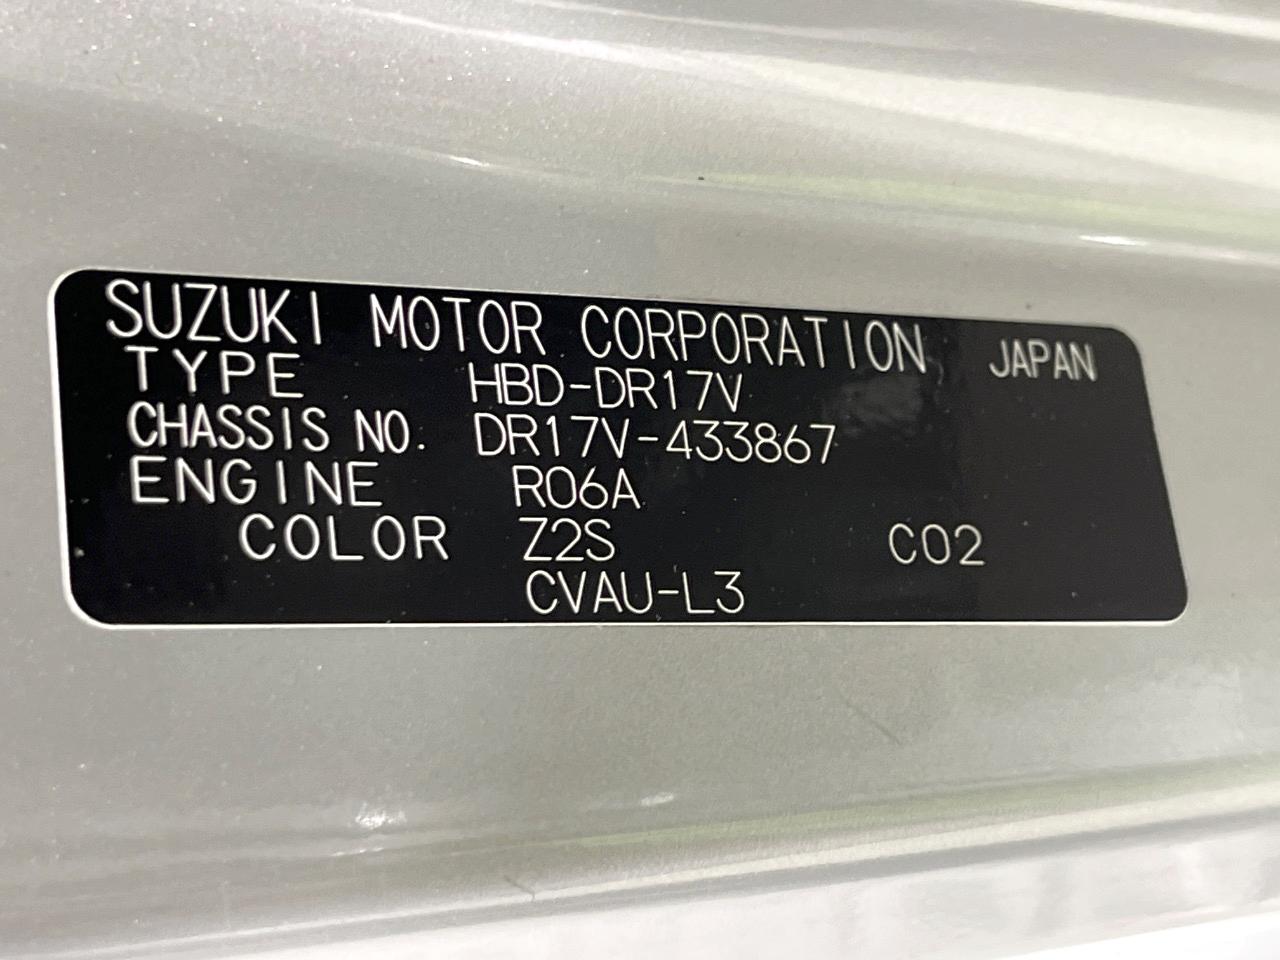 SUZUKI MOTOR CORPORATION JAPAN
TYPE HBD-DR17V
CHASSIS NO. DR17V-433867
ENGINE R06A
COLOR Z2S C02
CVAU-L3